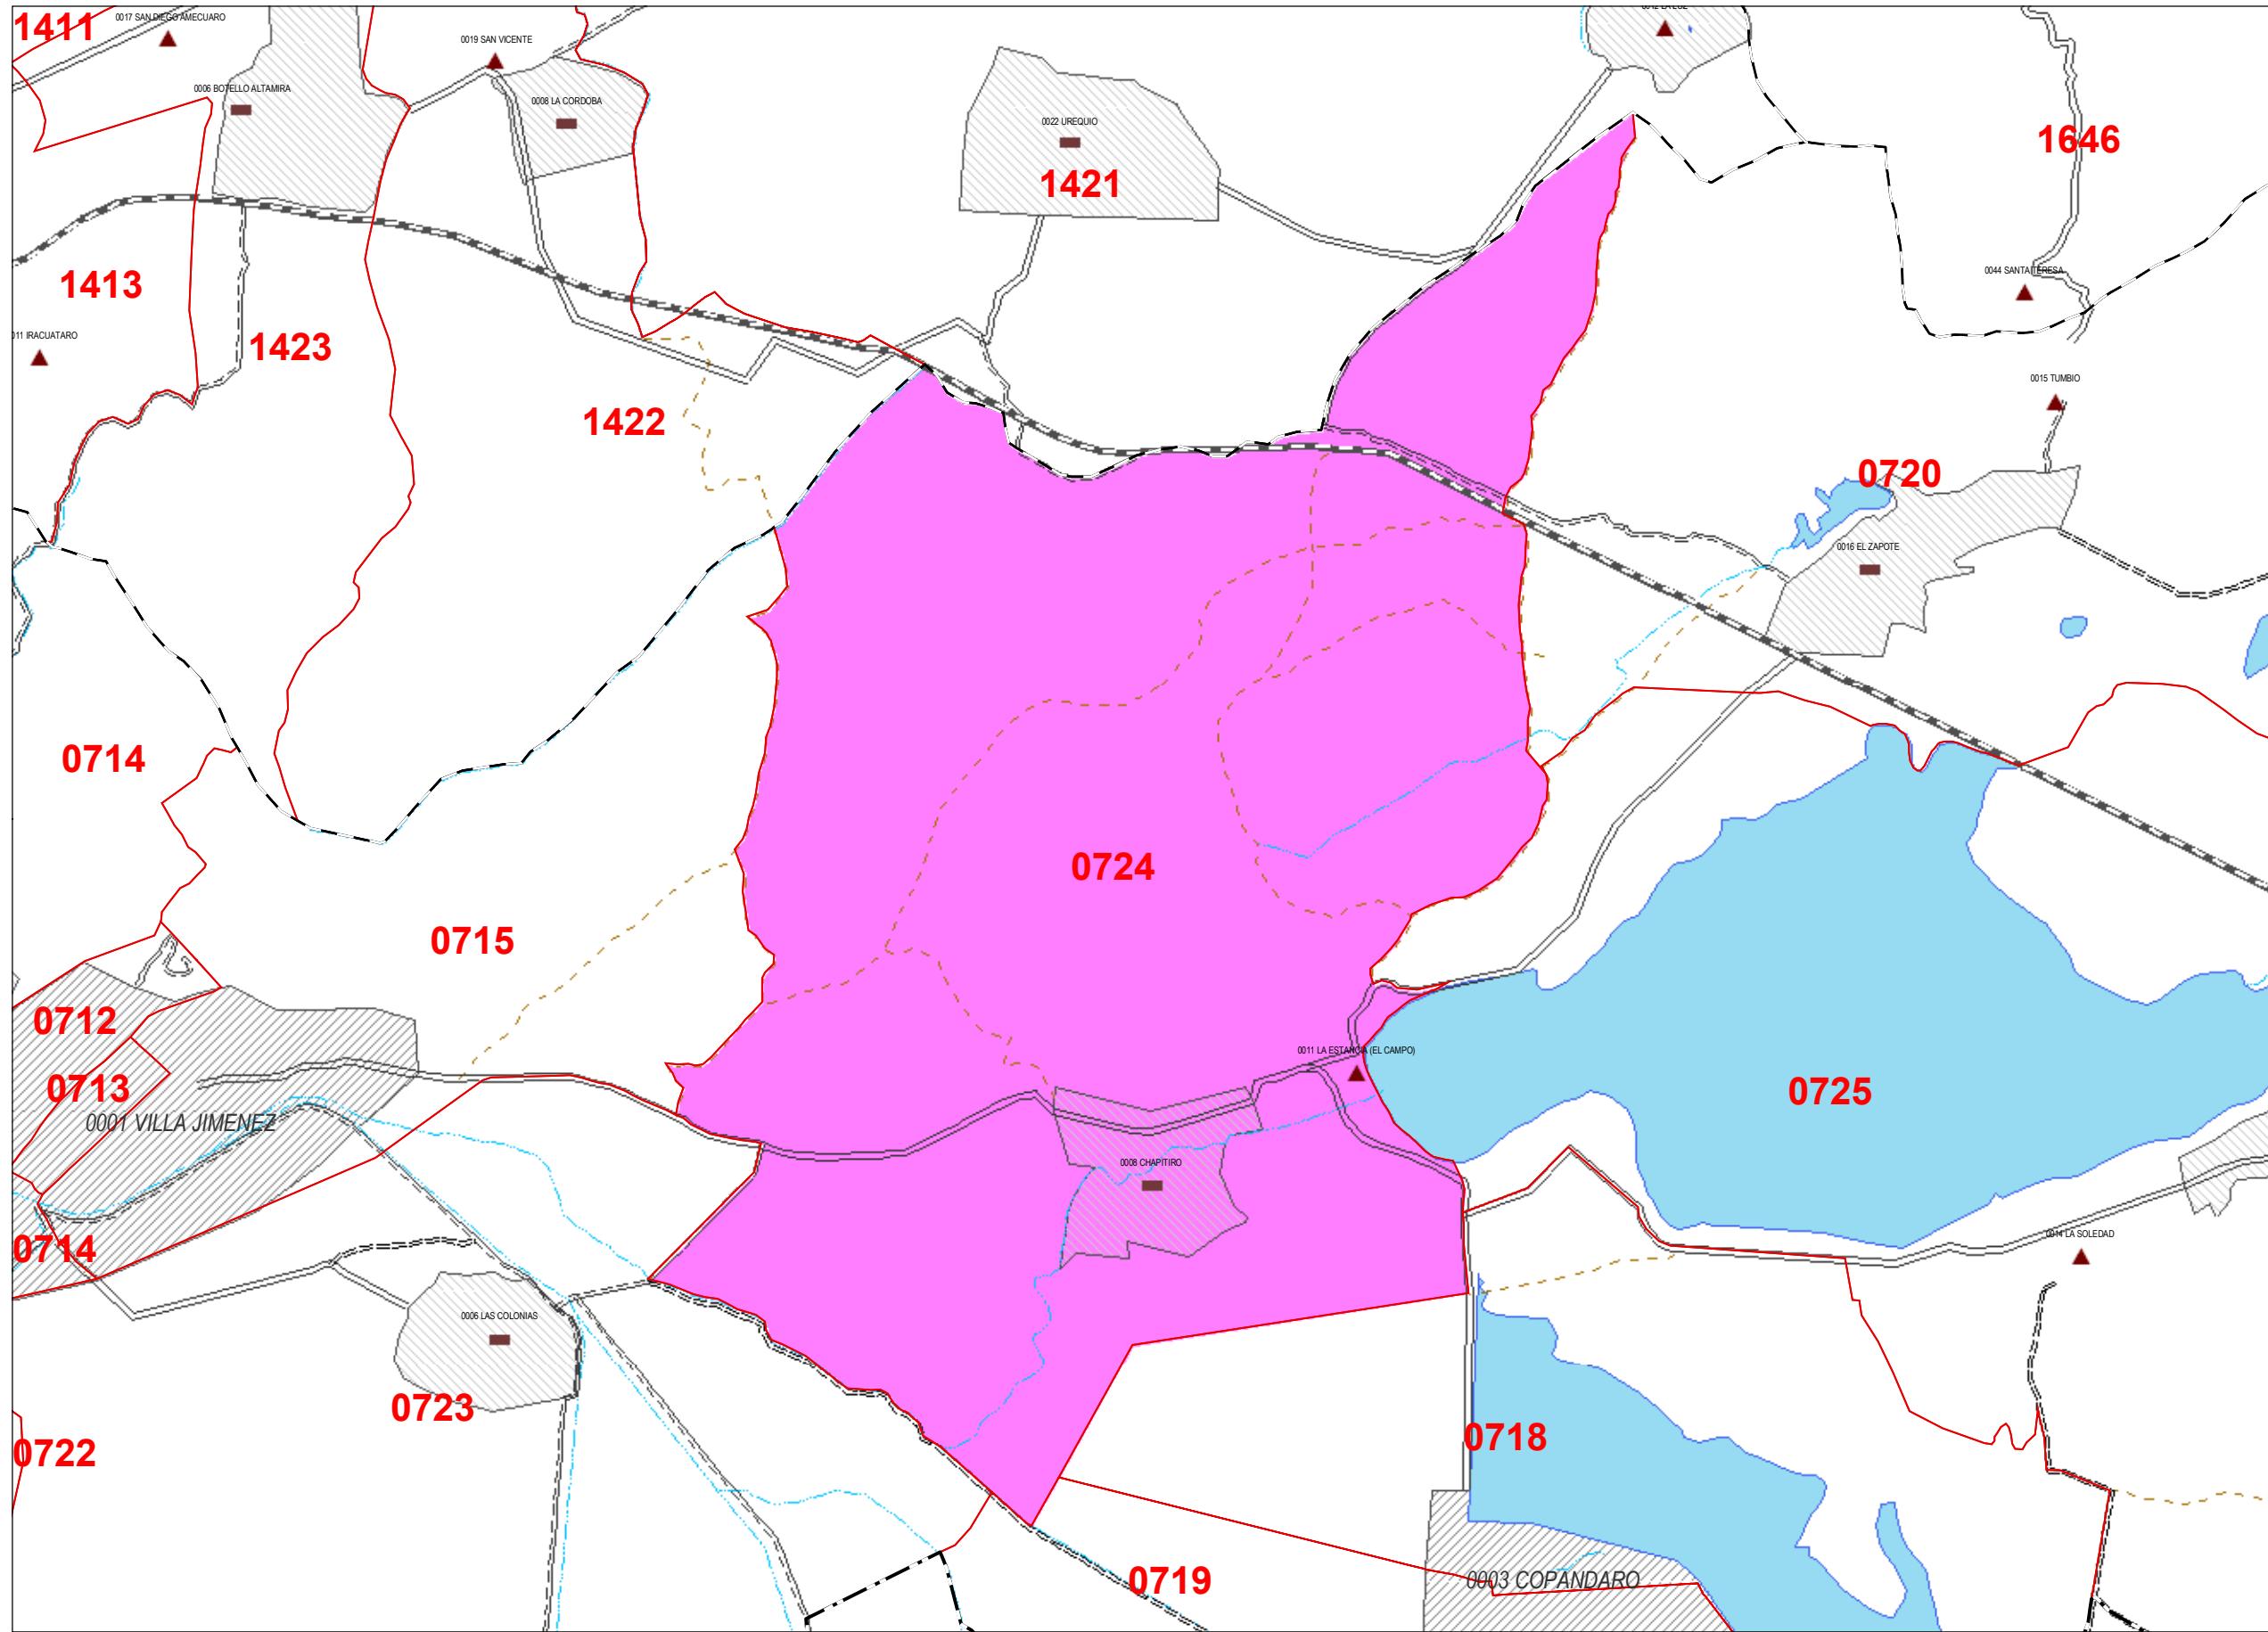 0017 SAN DIEGO AMECUARO
1411
0019 SAN VICENTE
0006 BOTELLO ALTAMIRA
0008 LA CORDOBA
0022 UREQUIO
1421
1646
1413
0044 SANTA TERESA
1423
011 IRACUATARO
0015 TUMBIO
1422
0720
0016 EL ZAPOTE
0714
0724
0715
0712
0011 LA ESTANCIA (EL CAMPO)
0713
0725
0001 VILLA JIMENEZ
0008 CHAPITIRO
0714
0014 LA SOLEDAD
0006 LAS COLONIAS
0723
0718
0722
0719
0003 COPANDARO